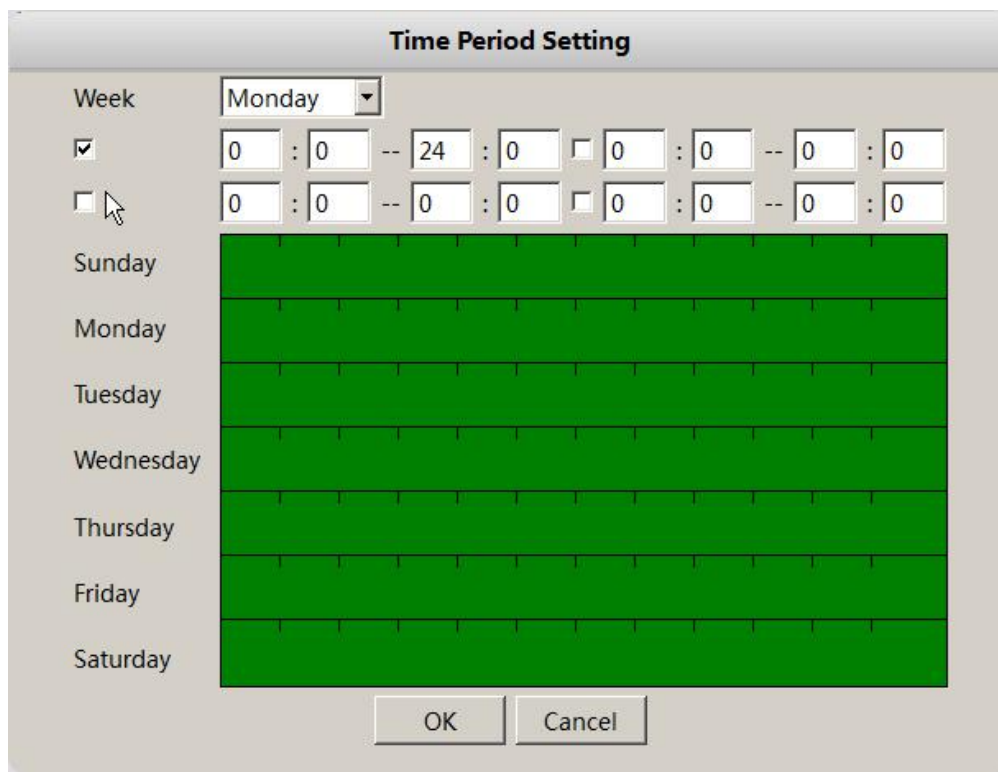 Time Period Setting
Week Monday
0 : 0 -- 24 : 0 0 : 0 -- 0 : 0
0 : 0 -- 0 : 0 0 : 0 -- 0 : 0
Sunday
Monday
Tuesday
Wednesday
Thursday
Friday
Saturday
OK Cancel